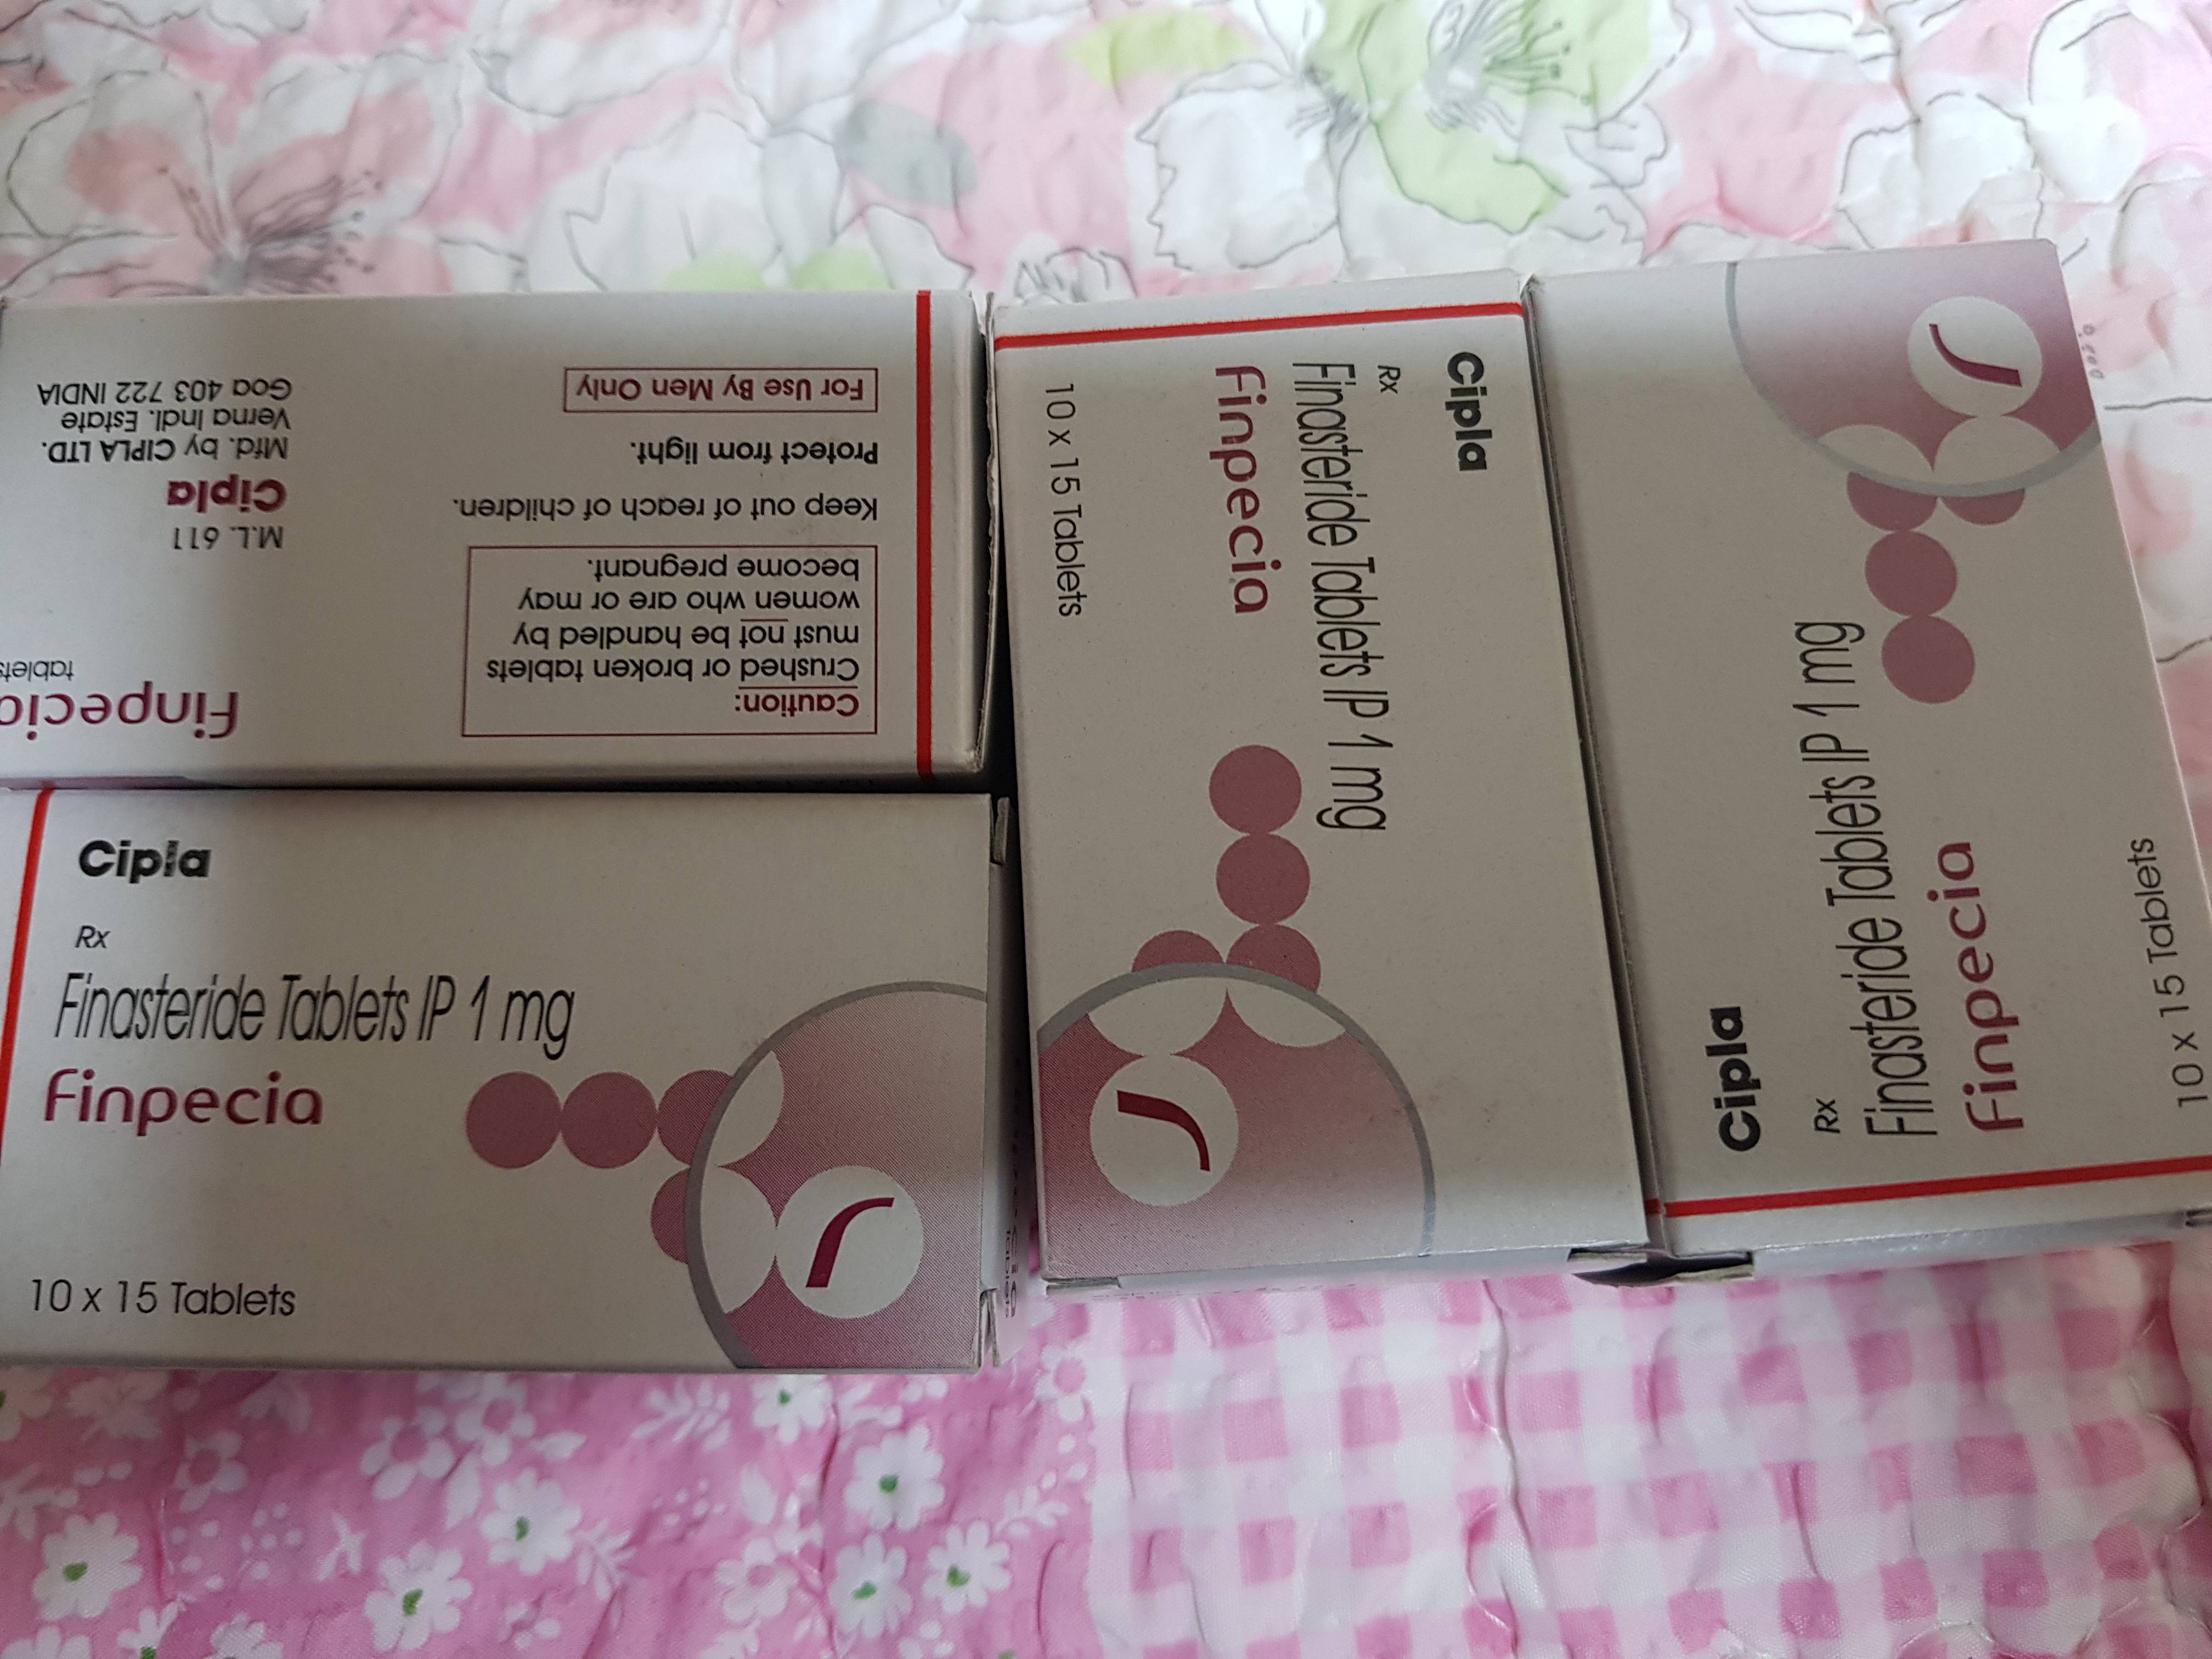 Finpecia
tablets
Caution:
Crushed or broken tablets
must not be handled by
women who are or may
become pregnant.
Keep out of reach of children.
Protect from light.
For Use By Men Only
M.L. 611
Cipla
Mfd. by CIPLA LTD.
Verna Indl. Estate
Goa 403 722 INDIA
Cipla
Rx
Finasteride Tablets IP 1 mg
Finpecia
10 x 15 Tablets
Cipla
Rx
Finasteride Tablets IP 1 mg
Finpecia
10 x 15 Tablets
Cipla
Rx
Finasteride Tablets IP 1 mg
Finpecia
10 x 15 Tablets